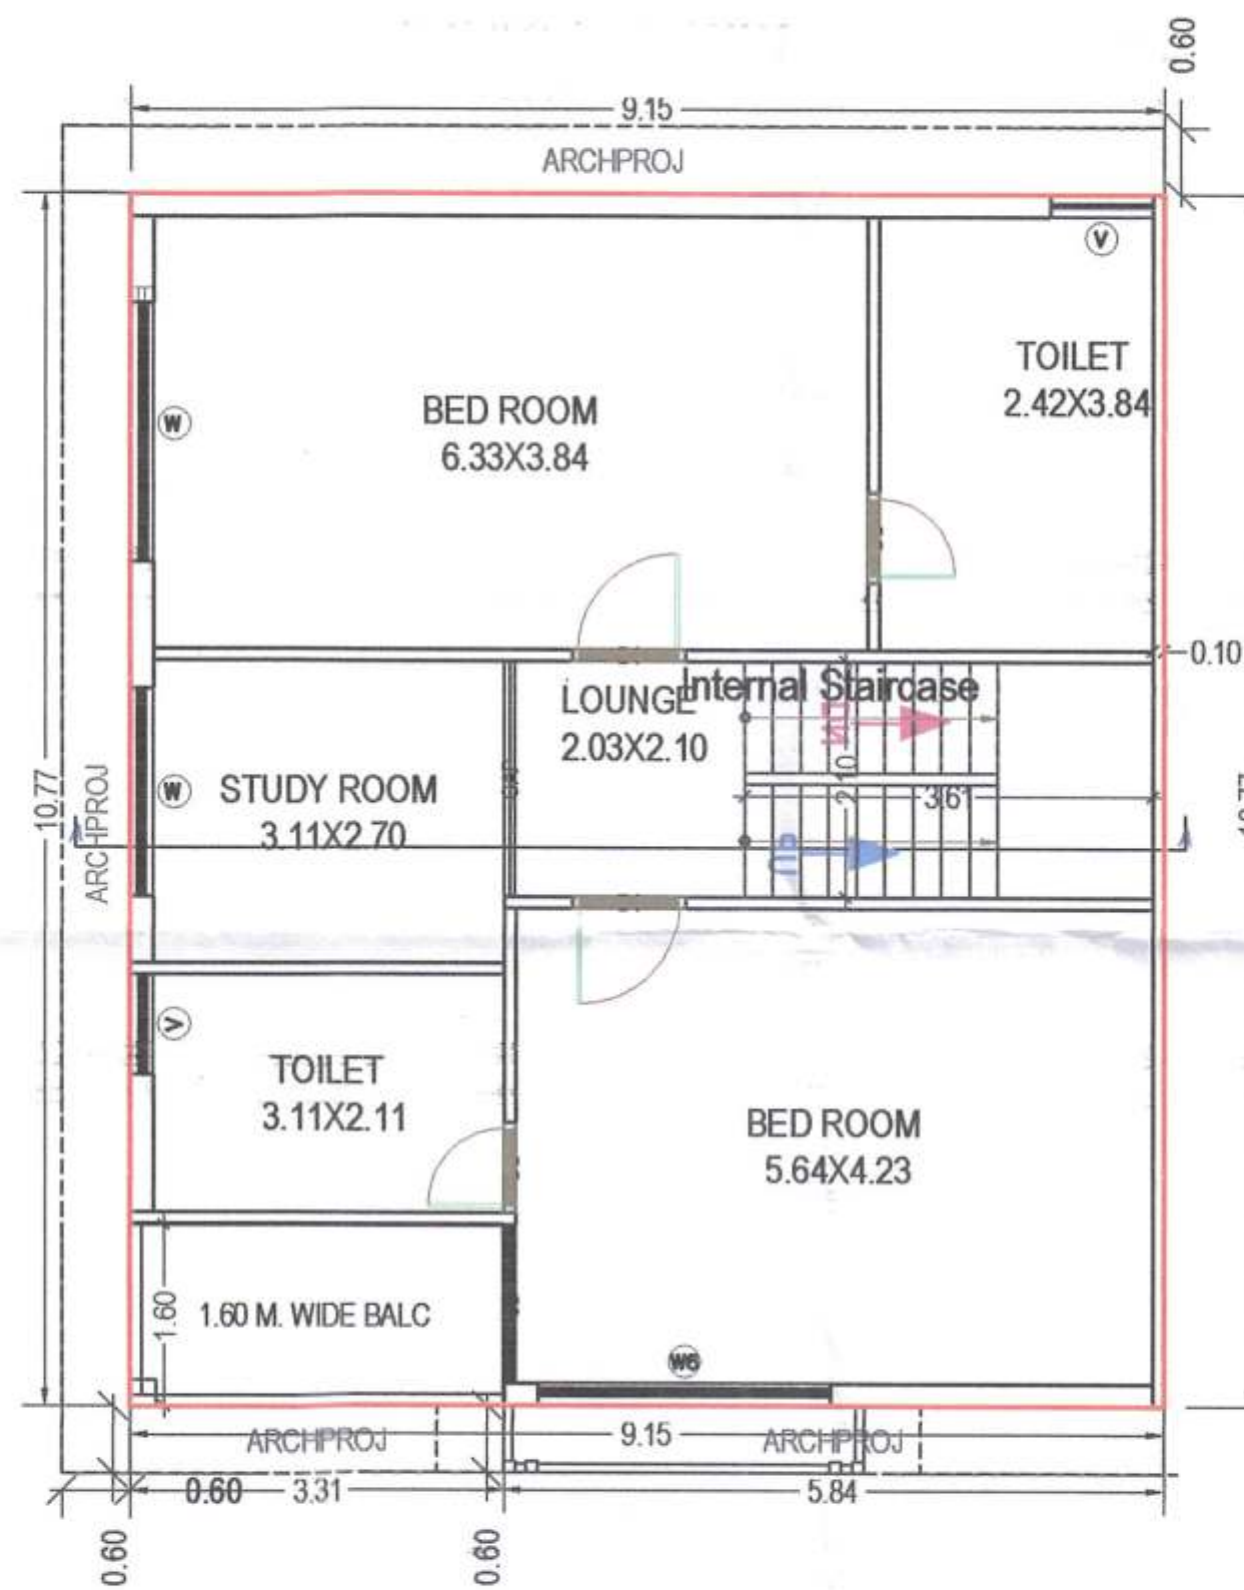 0.60
9.15
ARCHPROJ
V
TOILET
2.42X3.84
BED ROOM
6.33X3.84
W
0.10
Internal Staircase
LOUNGE
2.03X2.10
DN
2.10
3.61
UP
W
STUDY ROOM
3.11X2.70
10.77
ARCHPROJ
10.77
V
TOILET
3.11X2.11
BED ROOM
5.64X4.23
1.60
1.60 M. WIDE BALC
W6
ARCHPROJ
9.15
ARCHPROJ
0.60
3.31
5.84
0.60
0.60